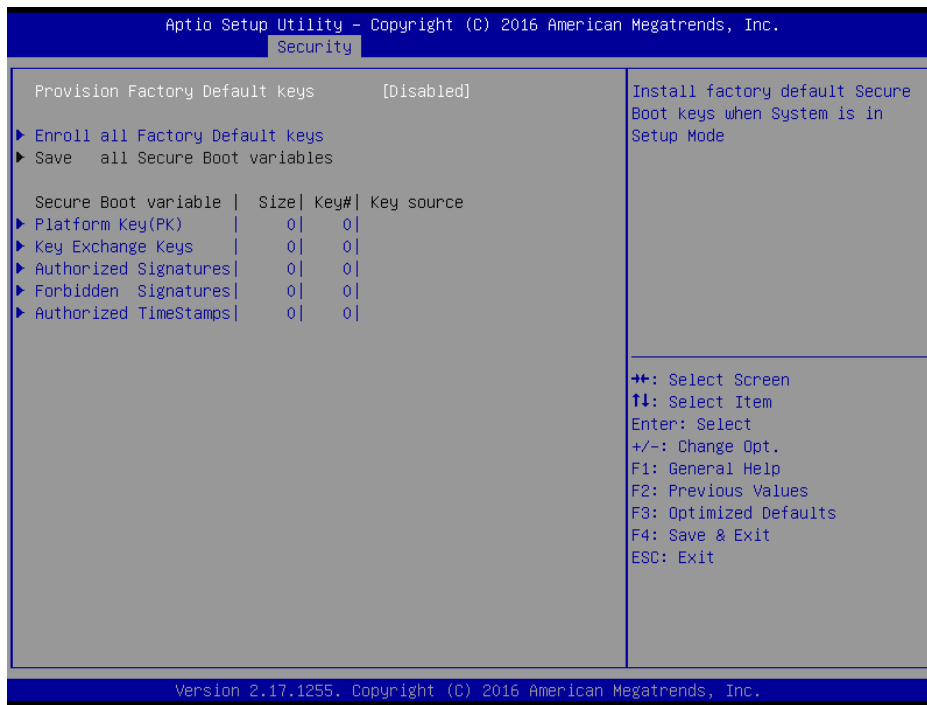 Aptio Setup Utility – Copyright (C) 2016 American Megatrends, Inc.
Security
Provision Factory Default keys [Disabled]
▶ Enroll all Factory Default keys
▶ Save all Secure Boot variables
Secure Boot variable | Size| Key#| Key source
▶ Platform Key(PK) | 0| 0|
▶ Key Exchange Keys | 0| 0|
▶ Authorized Signatures| 0| 0|
▶ Forbidden Signatures| 0| 0|
▶ Authorized TimeStamps| 0| 0|
Install factory default Secure
Boot keys when System is in
Setup Mode
→←: Select Screen
↑↓: Select Item
Enter: Select
+/-: Change Opt.
F1: General Help
F2: Previous Values
F3: Optimized Defaults
F4: Save & Exit
ESC: Exit
Version 2.17.1255. Copyright (C) 2016 American Megatrends, Inc.